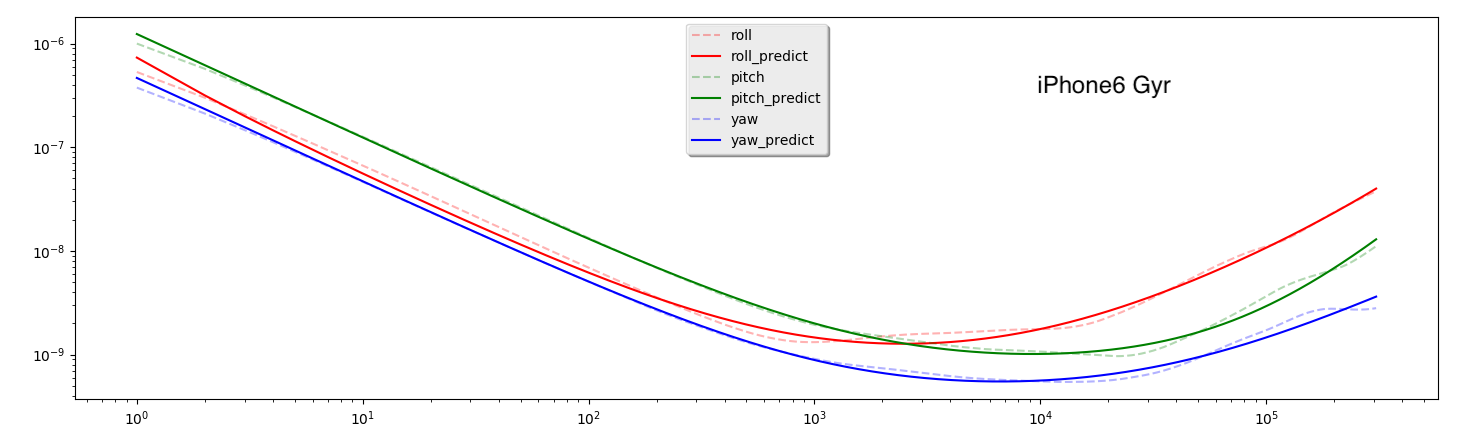 10⁻⁶
10⁻⁷
10⁻⁸
10⁻⁹
roll
roll_predict
pitch
pitch_predict
yaw
yaw_predict
iPhone6 Gyr
10⁰ 10¹ 10² 10³ 10⁴ 10⁵